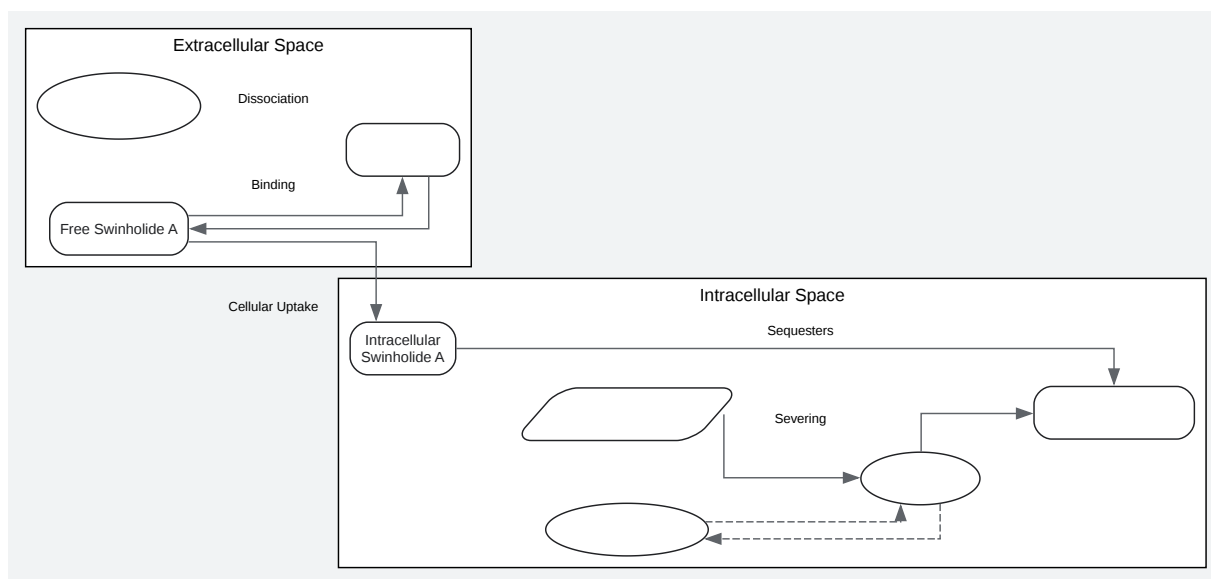 Extracellular Space
Dissociation
Binding
Free Swinholide A
Cellular Uptake
Intracellular Space
Sequesters
Intracellular
Swinholide A
Severing